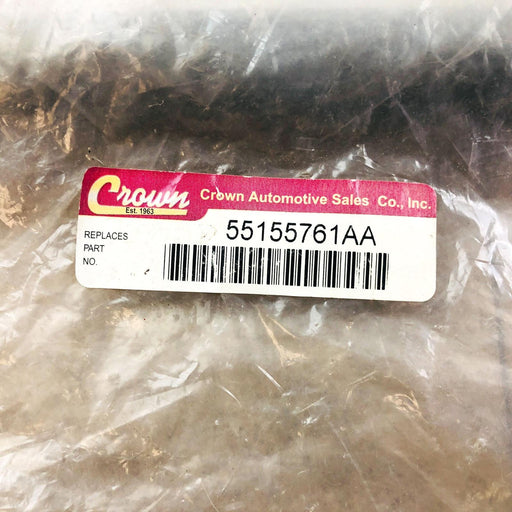 Crown
Est. 1963
Crown Automotive Sales Co., Inc.
REPLACES
PART
NO.
55155761AA